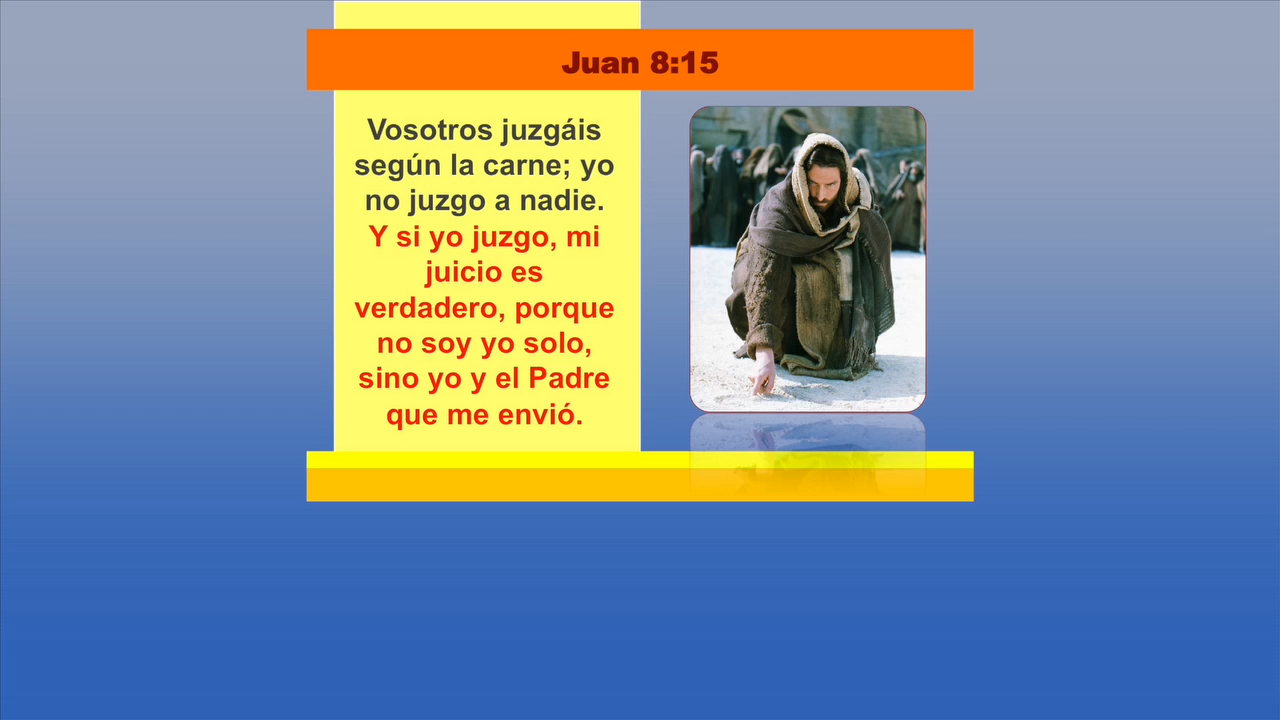 Juan 8:15
Vosotros juzgáis
según la carne; yo
no juzgo a nadie.
Y si yo juzgo, mi
juicio es
verdadero, porque
no soy yo solo,
sino yo y el Padre
que me envió.